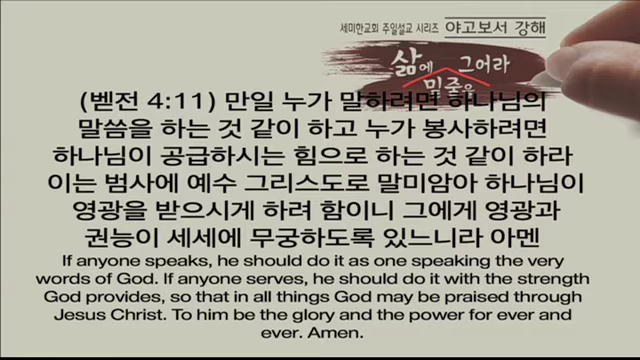 세미한교회 주일설교 시리즈 야고보서 강해
삶에 그어라
밑줄을
(벧전 4:11) 만일 누가 말하려면 하나님의
말씀을 하는 것 같이 하고 누가 봉사하려면
하나님이 공급하시는 힘으로 하는 것 같이 하라
이는 범사에 예수 그리스도로 말미암아 하나님이
영광을 받으시게 하려 함이니 그에게 영광과
권능이 세세에 무궁하도록 있느니라 아멘
If anyone speaks, he should do it as one speaking the very
words of God. If anyone serves, he should do it with the strength
God provides, so that in all things God may be praised through
Jesus Christ. To him be the glory and the power for ever and
ever. Amen.